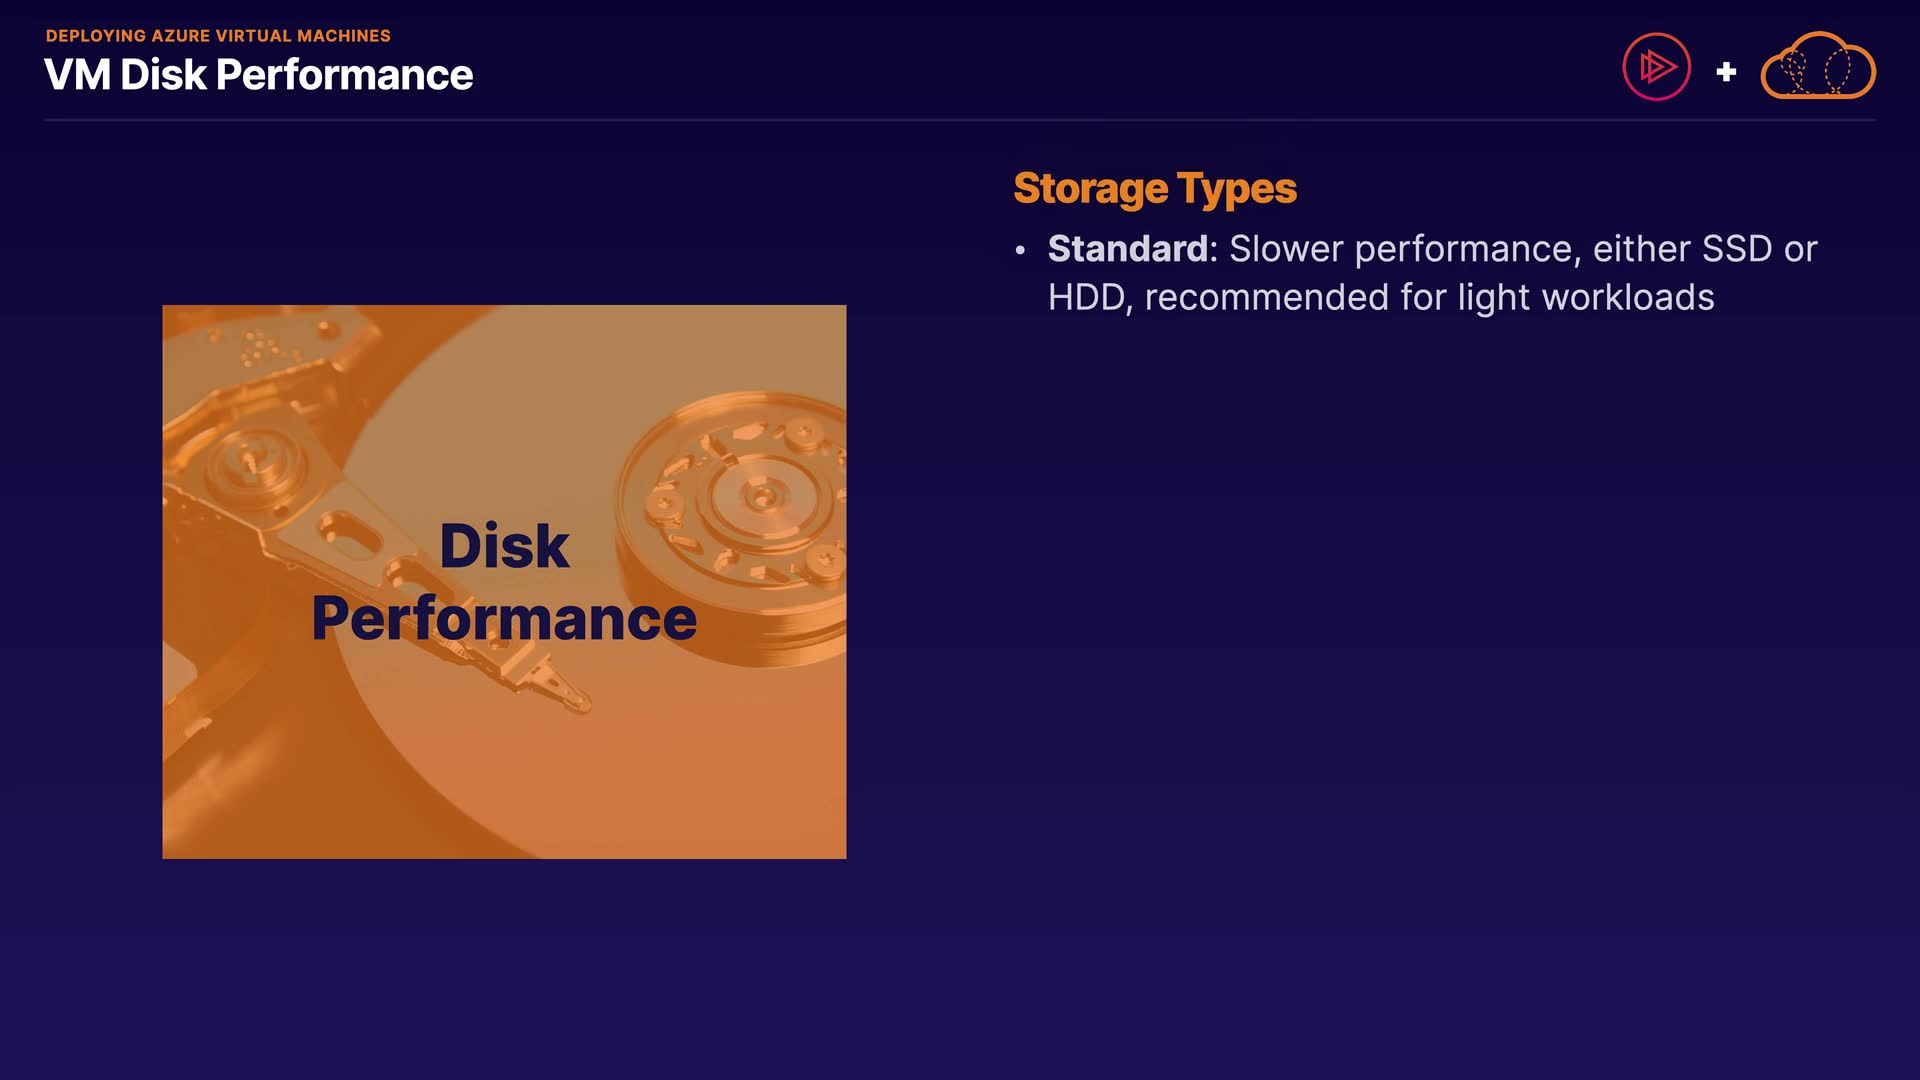 DEPLOYING AZURE VIRTUAL MACHINES
VM Disk Performance
+
Storage Types
• Standard: Slower performance, either SSD or
HDD, recommended for light workloads
Disk
Performance